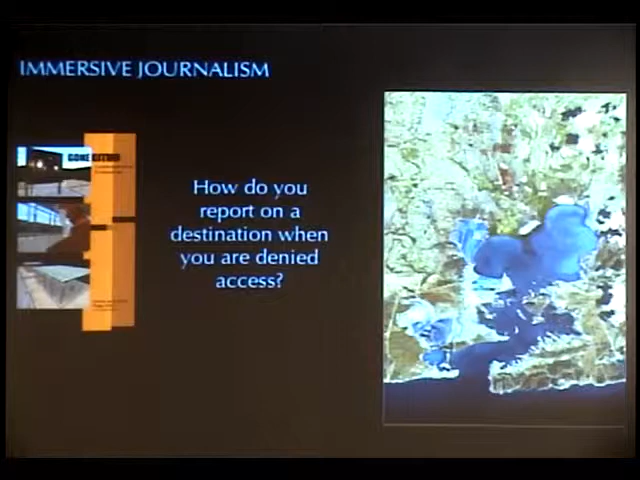 IMMERSIVE JOURNALISM
GONE GITMO
How do you
report on a
destination when
you are denied
access?